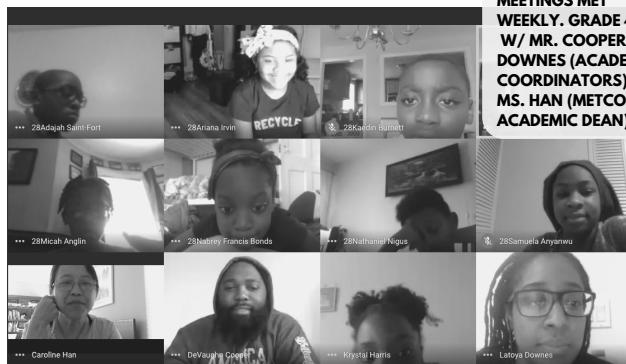 MEETINGS MET
WEEKLY. GRADE 4
W/ MR. COOPER
DOWNES (ACADE
COORDINATORS)
MS. HAN (METCO
ACADEMIC DEAN)
28Adajah Saint-Fort
28Ariana Irvin
RECYCLE
28Kaedin Burnett
28Micah Anglin
28Nabrey Francis Bonds
28Nathaniel Nigus
28Samuela Anyanwu
Caroline Han
DeVaughn Cooper
Krystal Harris
Latoya Downes